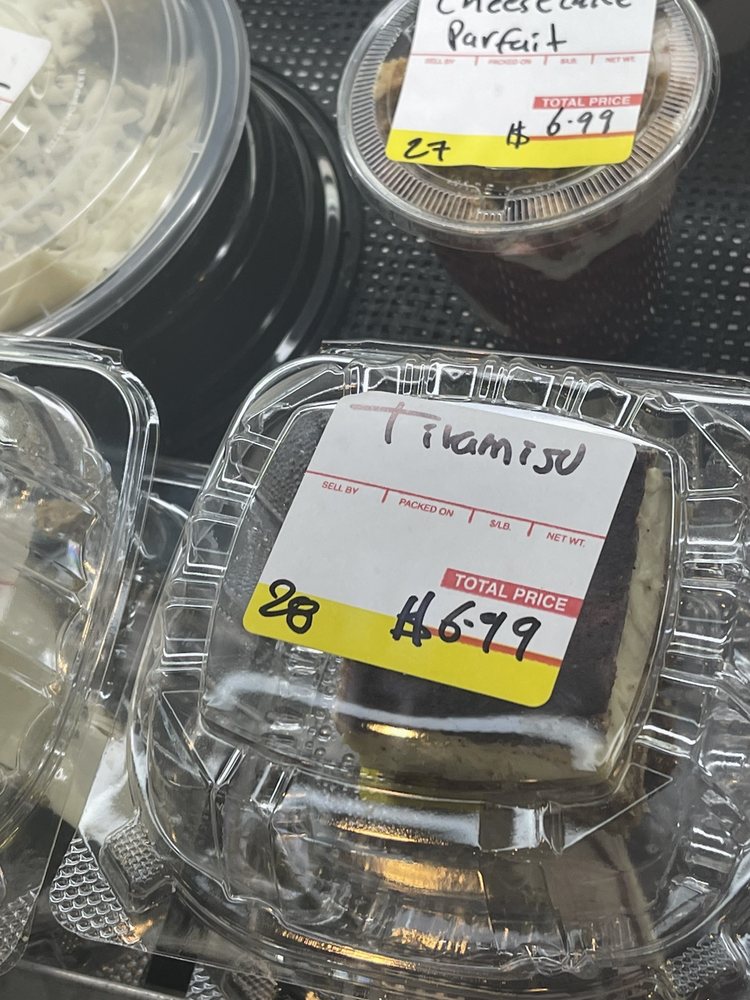 Cheesecake
Parfait
SELL BY PACKED ON $/LB. NET WT.
TOTAL PRICE
$ 6.99
27
Tiramisu
SELL BY PACKED ON $/LB. NET WT.
TOTAL PRICE
$6.99
28